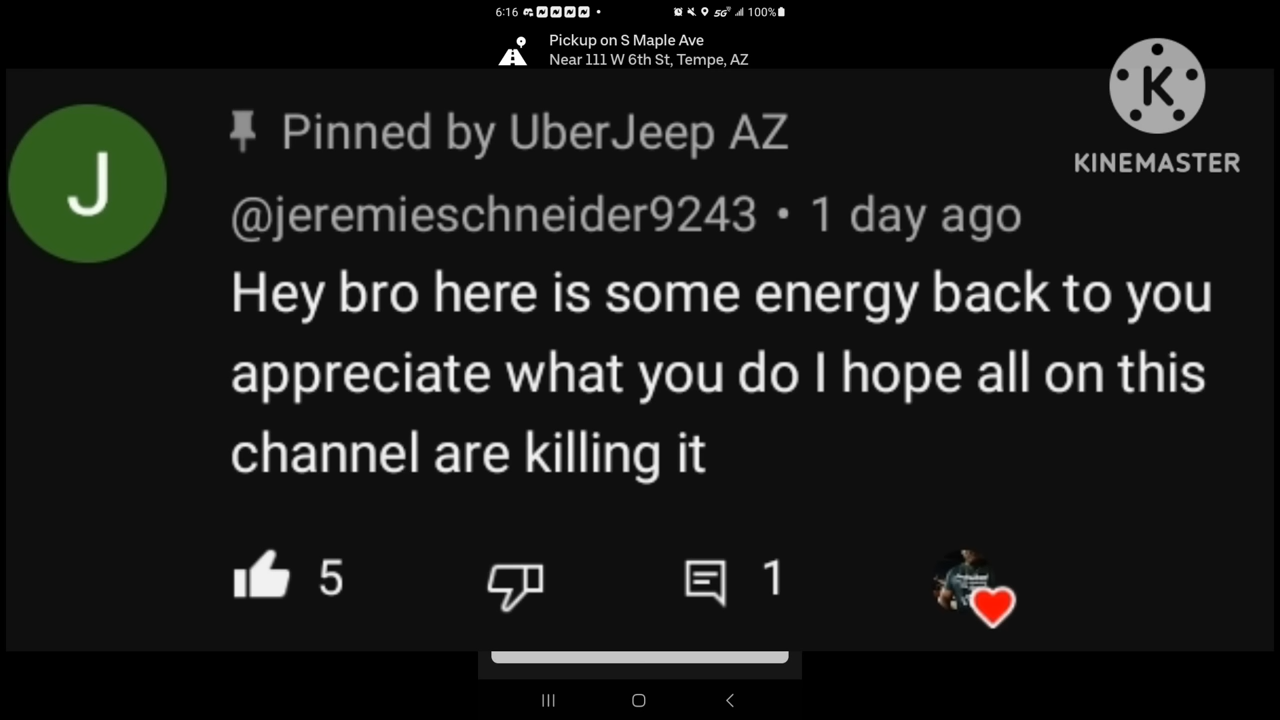 6:16 5G 100%
Pickup on S Maple Ave
Near 111 W 6th St, Tempe, AZ
K
KINEMASTER
Pinned by UberJeep AZ
J
@jeremieschneider9243 • 1 day ago
Hey bro here is some energy back to you
appreciate what you do I hope all on this
channel are killing it
5 1